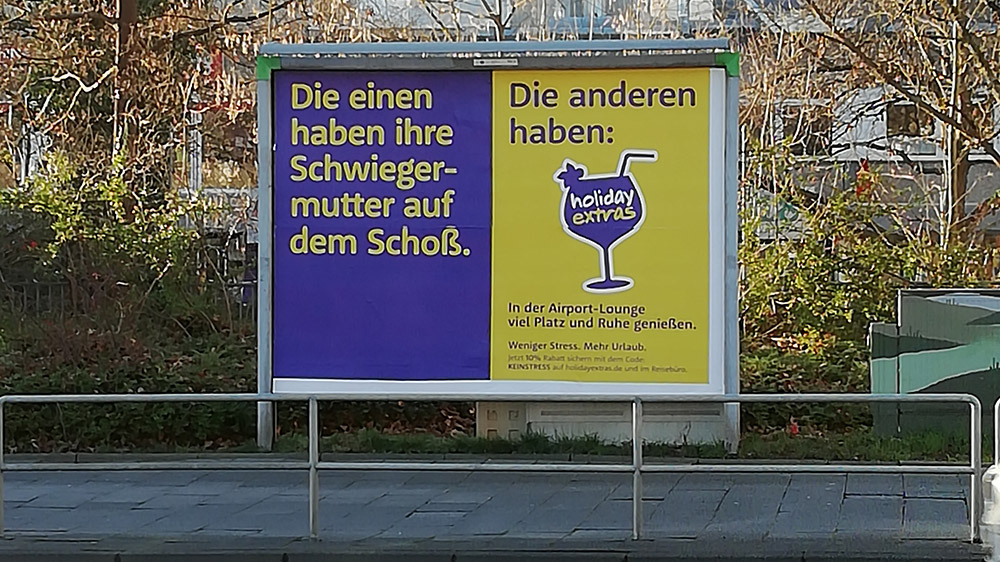 Die einen
haben ihre
Schwieger-
mutter auf
dem Schoß.
Die anderen
haben:
holiday
extras
In der Airport-Lounge
viel Platz und Ruhe genießen.
Weniger Stress. Mehr Urlaub.
Jetzt 10% Rabatt sichern mit dem Code:
KEINSTRESS auf holidayextras.de und im Reisebüro.